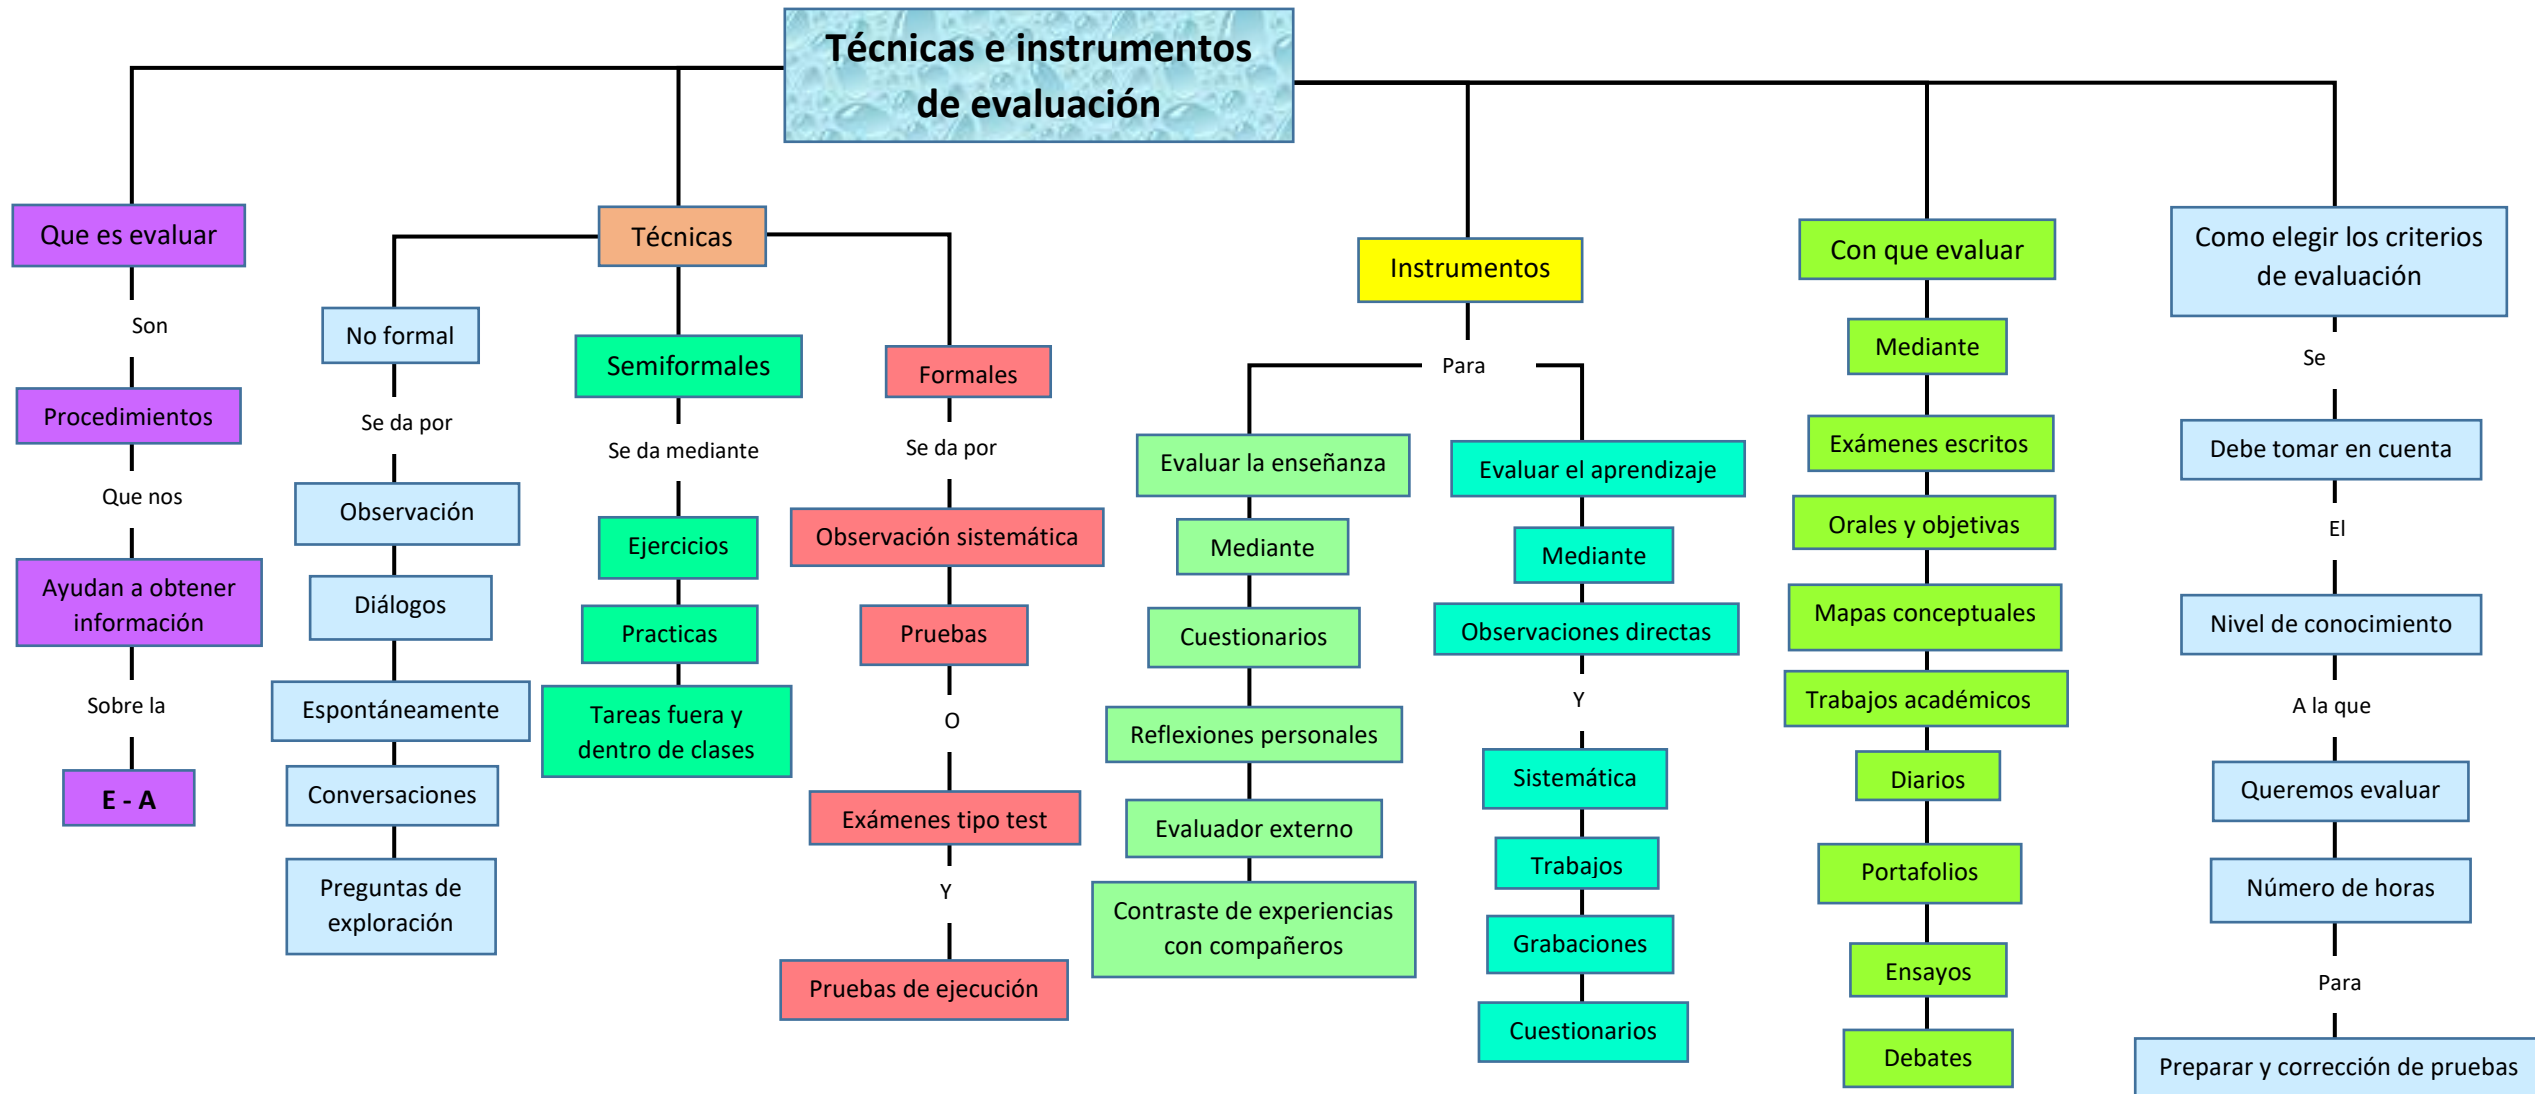 Técnicas e instrumentos
de evaluación
Que es evaluar
Son
Procedimientos
Que nos
Ayudan a obtener
información
Sobre la
E - A
Técnicas
No formal
Se da por
Observación
Diálogos
Espontáneamente
Conversaciones
Preguntas de
exploración
Semiformales
Se da mediante
Ejercicios
Practicas
Tareas fuera y
dentro de clases
Formales
Se da por
Observación sistemática
Pruebas
O
Exámenes tipo test
Y
Pruebas de ejecución
Instrumentos
Para
Evaluar la enseñanza
Mediante
Cuestionarios
Reflexiones personales
Evaluador externo
Contraste de experiencias
con compañeros
Evaluar el aprendizaje
Mediante
Observaciones directas
Y
Sistemática
Trabajos
Grabaciones
Cuestionarios
Con que evaluar
Mediante
Exámenes escritos
Orales y objetivas
Mapas conceptuales
Trabajos académicos
Diarios
Portafolios
Ensayos
Debates
Como elegir los criterios
de evaluación
Se
Debe tomar en cuenta
El
Nivel de conocimiento
A la que
Queremos evaluar
Número de horas
Para
Preparar y corrección de pruebas